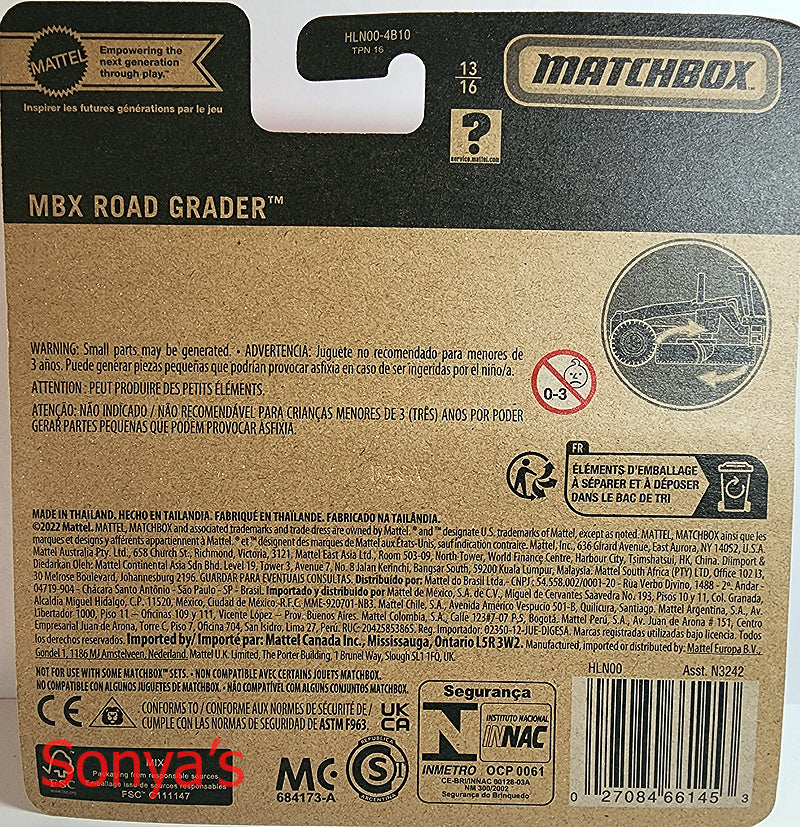 MATTEL
Empowering the
next generation
through play.™
Inspirer les futures générations par le jeu
HLN00-4B10
TPN 16
13
16
MATCHBOX™
?
service.mattel.com
MBX ROAD GRADER™
WARNING: Small parts may be generated. • ADVERTENCIA: Juguete no recomendado para menores de
3 años. Puede generar piezas pequeñas que podrían provocar asfixia en caso de ser ingeridas por el niño/a.
ATTENTION : PEUT PRODUIRE DES PETITS ÉLÉMENTS.
ATENÇÃO: NÃO INDICADO / NÃO RECOMENDÁVEL PARA CRIANÇAS MENORES DE 3 (TRÊS) ANOS POR PODER
GERAR PARTES PEQUENAS QUE PODEM PROVOCAR ASFIXIA.
0-3
FR
ÉLÉMENTS D'EMBALLAGE
À SÉPARER ET À DÉPOSER
DANS LE BAC DE TRI
MADE IN THAILAND. HECHO EN TAILANDIA. FABRIQUÉ EN THAÏLANDE. FABRICADO NA TAILÂNDIA.
©2022 Mattel. MATTEL, MATCHBOX and associated trademarks and trade dress are owned by Mattel. ® and ™ designate U.S. trademarks of Mattel, except as noted. MATTEL, MATCHBOX ainsi que les
marques et designs y afférents appartiennent à Mattel. ® et ™ désignent des marques de Mattel aux États-Unis, sauf indication contraire. Mattel, Inc., 636 Girard Avenue, East Aurora, NY 14052, U.S.A.
Mattel Australia Pty. Ltd., 658 Church St., Richmond, Victoria, 3121. Mattel East Asia Ltd., Room 503-09, North Tower, World Finance Centre, Harbour City, Tsimshatsui, HK, China. Diimport &
Diedarkan Oleh: Mattel Continental Asia Sdn Bhd. Level 19, Tower 3, Avenue 7, No. 8 Jalan Kerinchi, Bangsar South, 59200 Kuala Lumpur, Malaysia. Mattel South Africa (PTY) LTD, Office 102 I3,
30 Melrose Boulevard, Johannesburg 2196. GUARDAR PARA EVENTUAIS CONSULTAS. Distribuído por: Mattel do Brasil Ltda.- CNPJ: 54.558.002/0001-20 - Rua Verbo Divino, 1488 - 2º. Andar -
04719-904 - Chácara Santo Antônio - São Paulo - SP - Brasil. Importado y distribuido por Mattel de México, S.A. de C.V., Miguel de Cervantes Saavedra No. 193, Pisos 10 y 11, Col. Granada,
Alcaldía Miguel Hidalgo, C.P. 11520, México, Ciudad de México. R.F.C. MME-920701-NB3. Mattel Chile, S.A., Avenida Américo Vespucio 501-B, Quilicura, Santiago. Mattel Argentina, S.A., Av.
Libertador 1000, Piso 11 – Oficinas 109 y 111, Vicente López – Prov. Buenos Aires. Mattel Colombia, S.A., Calle 123#7-07 P.5, Bogotá. Mattel Perú, S.A., Av. Juan de Arona # 151, Centro
Empresarial Juan de Arona, Torre C, Piso 7, Oficina 704, San Isidro, Lima 27, Perú. RUC: 20425853865. Reg. Importador: 02350-12-JUE-DIGESA. Marcas registradas utilizadas bajo licencia. Todos
los derechos reservados. Imported by/ Importé par: Mattel Canada Inc., Mississauga, Ontario L5R 3W2. Manufactured, imported or distributed by: Mattel Europa B.V.,
Gondel 1, 1186 MJ Amstelveen, Nederland. Mattel U.K. Limited, The Porter Building, 1 Brunel Way, Slough SL1 1FQ, UK.
NOT FOR USE WITH SOME MATCHBOX™ SETS. • NON COMPATIBLE AVEC CERTAINS JOUETS MATCHBOX.
NO COMPATIBLE CON ALGUNOS JUGUETES DE MATCHBOX. • NÃO COMPATÍVEL COM ALGUNS CONJUNTOS MATCHBOX.
CE
CONFORMS TO / CONFORME AUX NORMES DE SÉCURITÉ DE /
CUMPLE CON LAS NORMAS DE SEGURIDAD DE ASTM F963.
UK
CA
FSC
MIX
Packaging from responsible sources
Emballage issu de sources responsables
FSC™ C111147
Sonya's
MC
684173-A
REPUBLICA
S
ARGENTINA
Segurança
N
INMETRO
INSTITUTO NACIONAL
INNAC
OCP 0061
CE-BRI/INNAC 00128-03A
NM 300/2002
Segurança do Brinquedo
HLN00
Asst. N3242
0 27084 66145 3